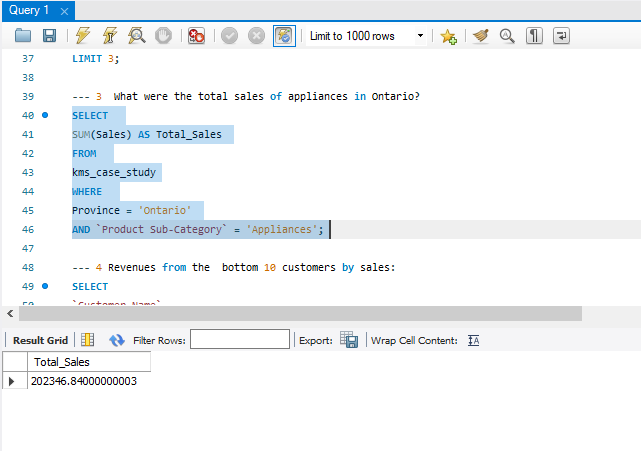 Query 1
Limit to 1000 rows
37 LIMIT 3;
38
39 --- 3 What were the total sales of appliances in Ontario?
40 SELECT
41 SUM(Sales) AS Total_Sales
42 FROM
43 kms_case_study
44 WHERE
45 Province = 'Ontario'
46 AND `Product Sub-Category` = 'Appliances';
47
48 --- 4 Revenues from the bottom 10 customers by sales:
49 SELECT
50 `Customer Name`
Result Grid Filter Rows: Export: Wrap Cell Content: IA
Total_Sales
202346.84000000003